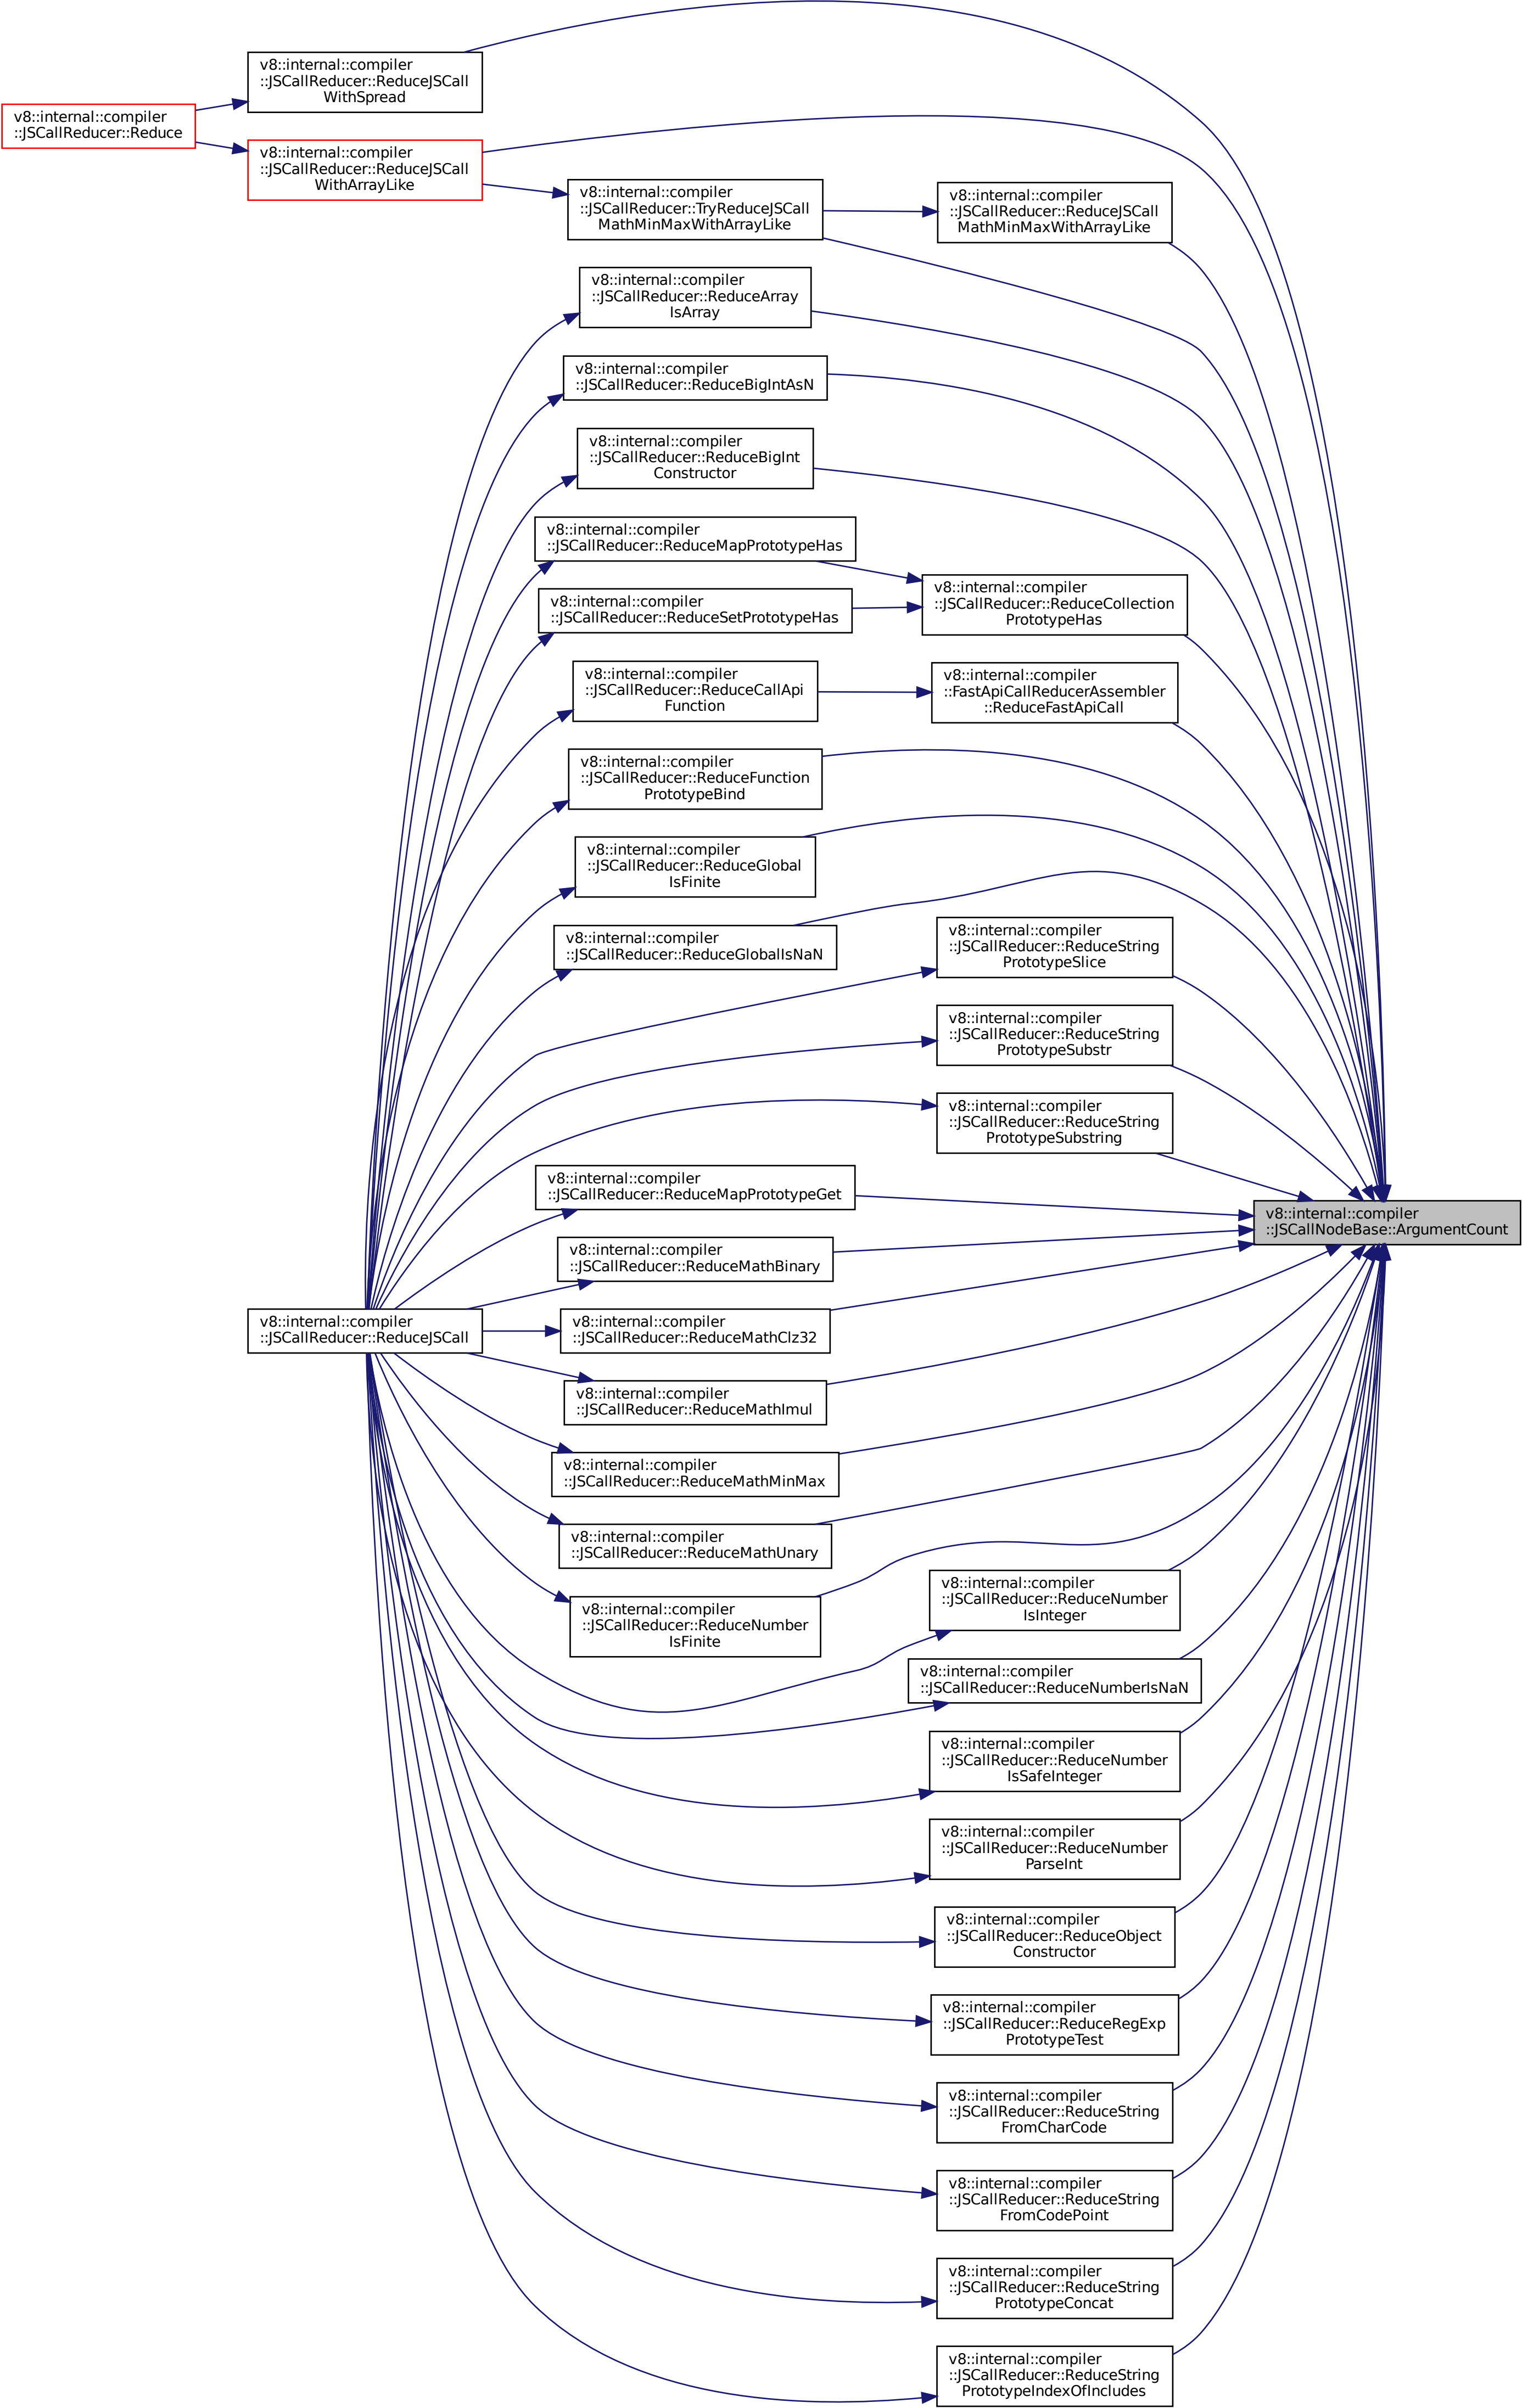 v8::internal::compiler
::JSCallReducer::ReduceJSCall
WithSpread
v8::internal::compiler
::JSCallReducer::Reduce
v8::internal::compiler
::JSCallReducer::ReduceJSCall
WithArrayLike
v8::internal::compiler
::JSCallReducer::TryReduceJSCall
MathMinMaxWithArrayLike
v8::internal::compiler
::JSCallReducer::ReduceJSCall
MathMinMaxWithArrayLike
v8::internal::compiler
::JSCallReducer::ReduceArray
IsArray
v8::internal::compiler
::JSCallReducer::ReduceBigIntAsN
v8::internal::compiler
::JSCallReducer::ReduceBigInt
Constructor
v8::internal::compiler
::JSCallReducer::ReduceMapPrototypeHas
v8::internal::compiler
::JSCallReducer::ReduceCollection
PrototypeHas
v8::internal::compiler
::JSCallReducer::ReduceSetPrototypeHas
v8::internal::compiler
::JSCallReducer::ReduceCallApi
Function
v8::internal::compiler
::FastApiCallReducerAssembler
::ReduceFastApiCall
v8::internal::compiler
::JSCallReducer::ReduceFunction
PrototypeBind
v8::internal::compiler
::JSCallReducer::ReduceGlobal
IsFinite
v8::internal::compiler
::JSCallReducer::ReduceGlobalIsNaN
v8::internal::compiler
::JSCallReducer::ReduceString
PrototypeSlice
v8::internal::compiler
::JSCallReducer::ReduceString
PrototypeSubstr
v8::internal::compiler
::JSCallReducer::ReduceString
PrototypeSubstring
v8::internal::compiler
::JSCallReducer::ReduceMapPrototypeGet
v8::internal::compiler
::JSCallNodeBase::ArgumentCount
v8::internal::compiler
::JSCallReducer::ReduceMathBinary
v8::internal::compiler
::JSCallReducer::ReduceJSCall
v8::internal::compiler
::JSCallReducer::ReduceMathClz32
v8::internal::compiler
::JSCallReducer::ReduceMathImul
v8::internal::compiler
::JSCallReducer::ReduceMathMinMax
v8::internal::compiler
::JSCallReducer::ReduceMathUnary
v8::internal::compiler
::JSCallReducer::ReduceNumber
IsFinite
v8::internal::compiler
::JSCallReducer::ReduceNumber
IsInteger
v8::internal::compiler
::JSCallReducer::ReduceNumberIsNaN
v8::internal::compiler
::JSCallReducer::ReduceNumber
IsSafeInteger
v8::internal::compiler
::JSCallReducer::ReduceNumber
ParseInt
v8::internal::compiler
::JSCallReducer::ReduceObject
Constructor
v8::internal::compiler
::JSCallReducer::ReduceRegExp
PrototypeTest
v8::internal::compiler
::JSCallReducer::ReduceString
FromCharCode
v8::internal::compiler
::JSCallReducer::ReduceString
FromCodePoint
v8::internal::compiler
::JSCallReducer::ReduceString
PrototypeConcat
v8::internal::compiler
::JSCallReducer::ReduceString
PrototypeIndexOfIncludes